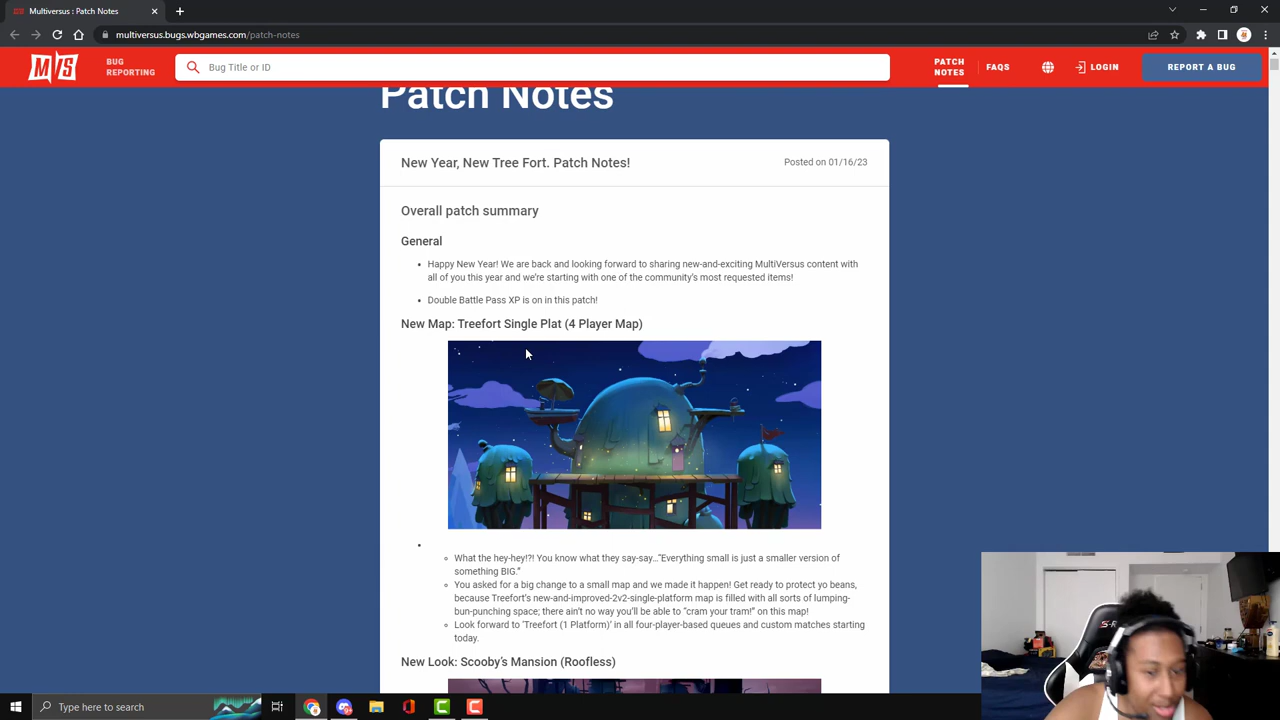 Multiversus : Patch Notes
multiversus.bugs.wbgames.com/patch-notes
M/S
BUG
REPORTING
Bug Title or ID
PATCH
NOTES
FAQS
LOGIN
REPORT A BUG
Patch Notes
New Year, New Tree Fort. Patch Notes!
Posted on 01/16/23
Overall patch summary
General
• Happy New Year! We are back and looking forward to sharing new-and-exciting MultiVersus content with
all of you this year and we're starting with one of the community's most requested items!
• Double Battle Pass XP is on in this patch!
New Map: Treefort Single Plat (4 Player Map)
What the hey-hey!?! You know what they say-say…"Everything small is just a smaller version of
something BIG."
You asked for a big change to a small map and we made it happen! Get ready to protect yo beans,
because Treefort's new-and-improved-2v2-single-platform map is filled with all sorts of lumping-
bun-punching space; there ain't no way you'll be able to "cram your tram!" on this map!
Look forward to 'Treefort (1 Platform)' in all four-player-based queues and custom matches starting
today.
New Look: Scooby's Mansion (Roofless)
Type here to search